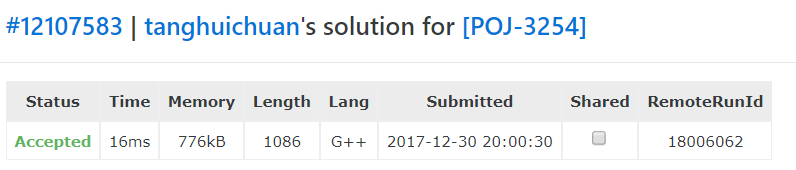 #12107583 | tanghuichuan's solution for [POJ-3254]
Status Time Memory Length Lang Submitted Shared RemoteRunId
Accepted 16ms 776kB 1086 G++ 2017-12-30 20:00:30 18006062